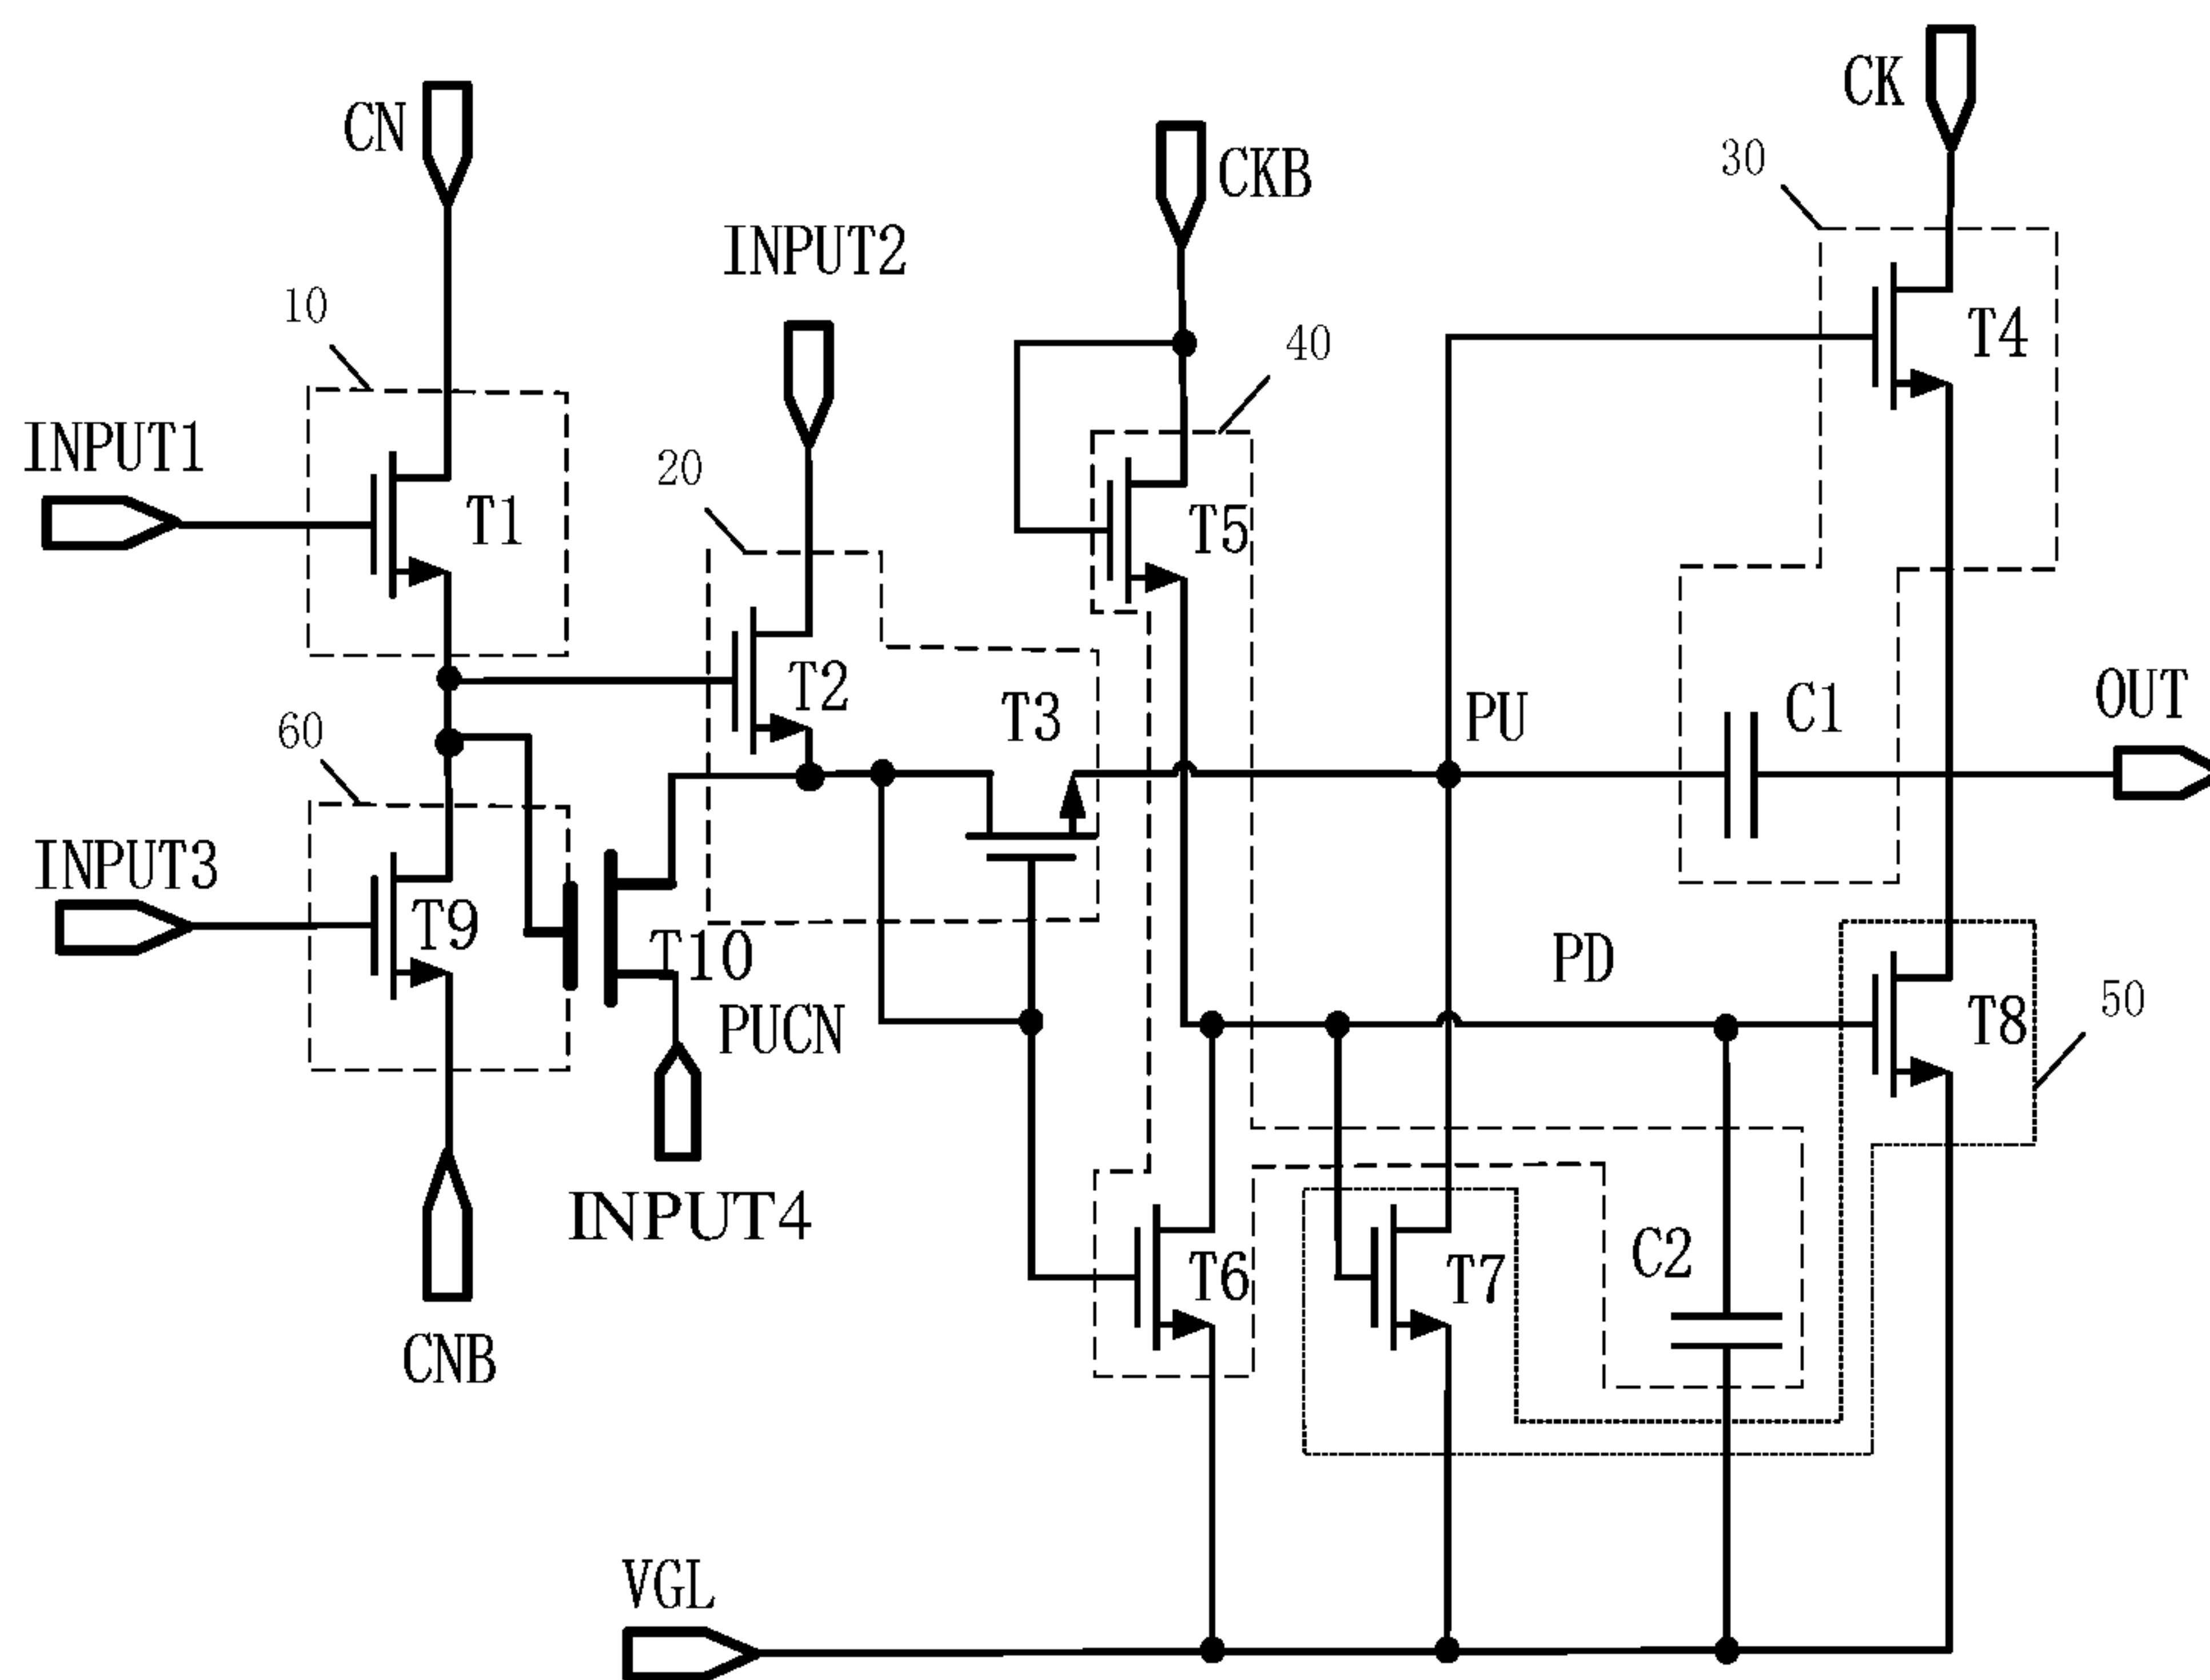 CK
CN
30
CKB
INPUT2
10
40
T4
INPUT1
20
T1
T5
T2
T3
PU
C1
OUT
60
INPUT3
T9
T10
PD
PUCN
T8
50
INPUT4
C2
T6
T7
CNB
VGL